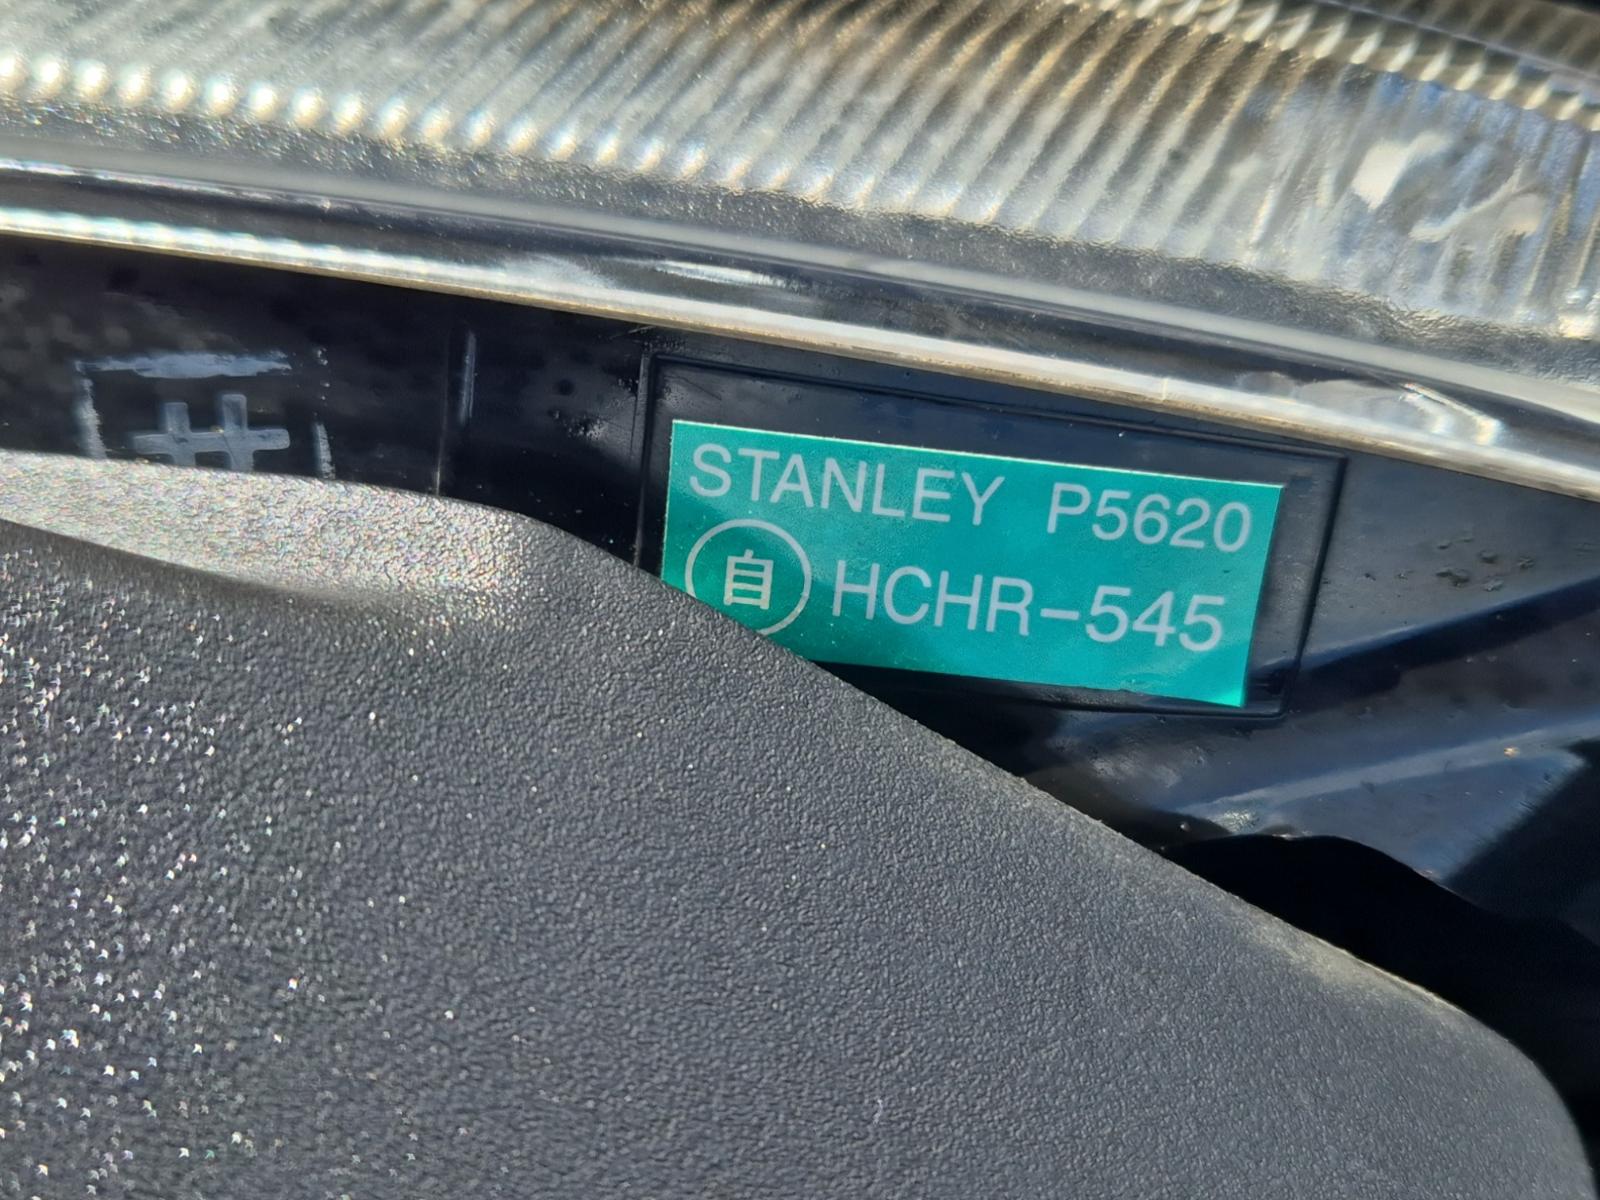 STANLEY P5620
自 HCHR-545